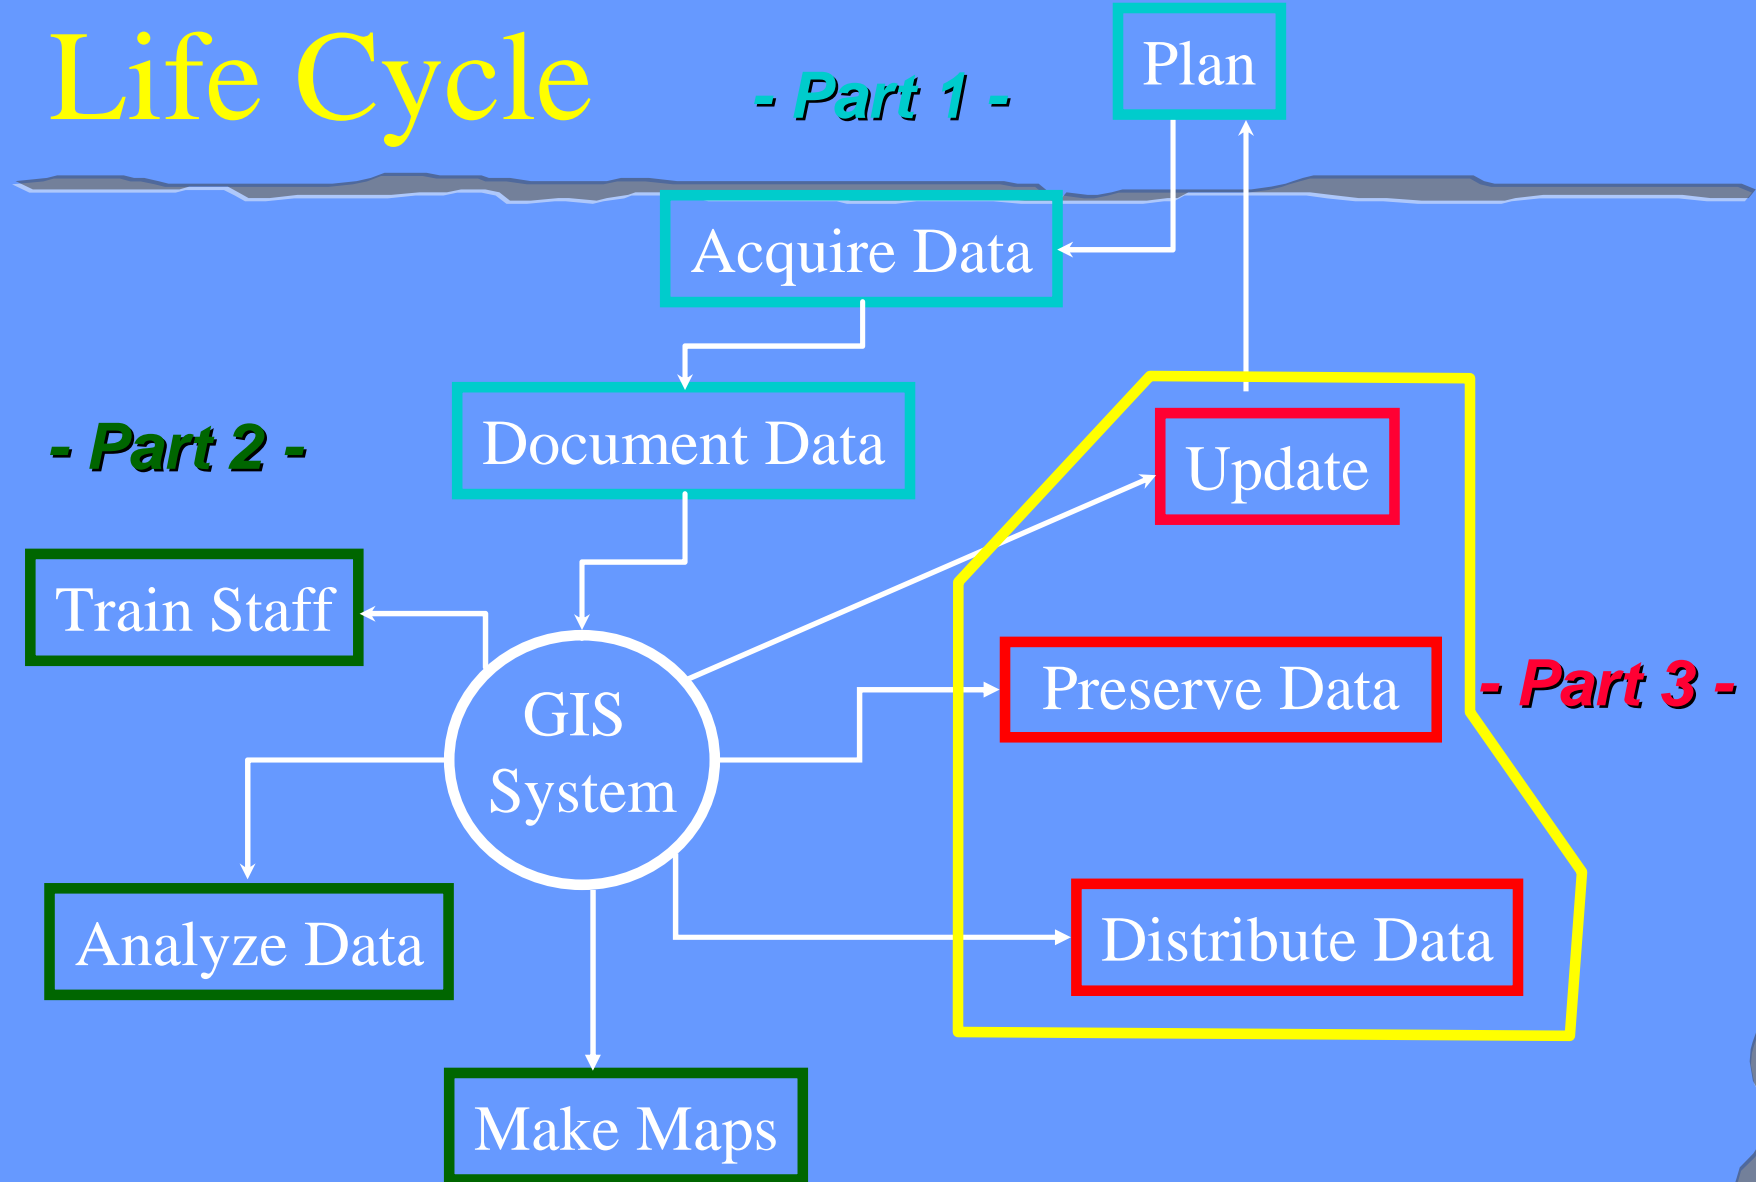 Life Cycle
- Part 1 -
Plan
Acquire Data
Document Data
- Part 2 -
Update
Train Staff
GIS
System
Preserve Data
- Part 3 -
Analyze Data
Distribute Data
Make Maps